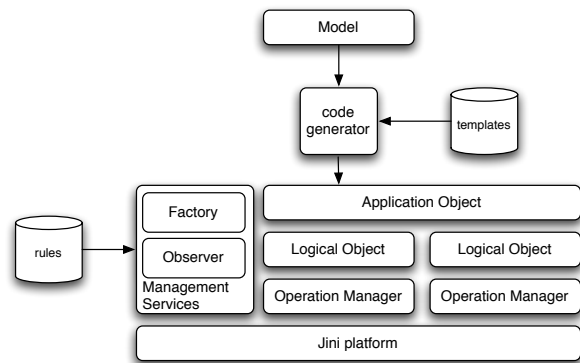 Model
code
generator
templates
Application Object
Factory
rules
Logical Object
Logical Object
Observer
Management
Services
Operation Manager
Operation Manager
Jini platform